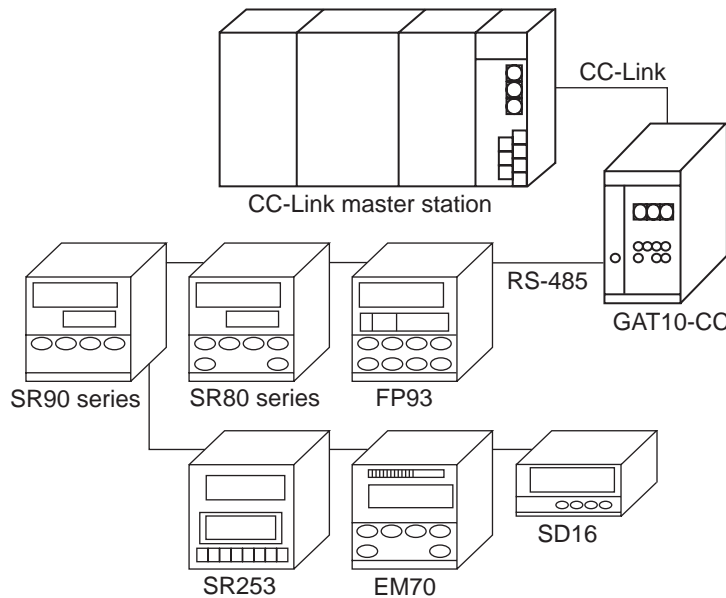 CC-Link
CC-Link master station
RS-485
GAT10-CC
SR90 series
SR80 series
FP93
SD16
SR253
EM70